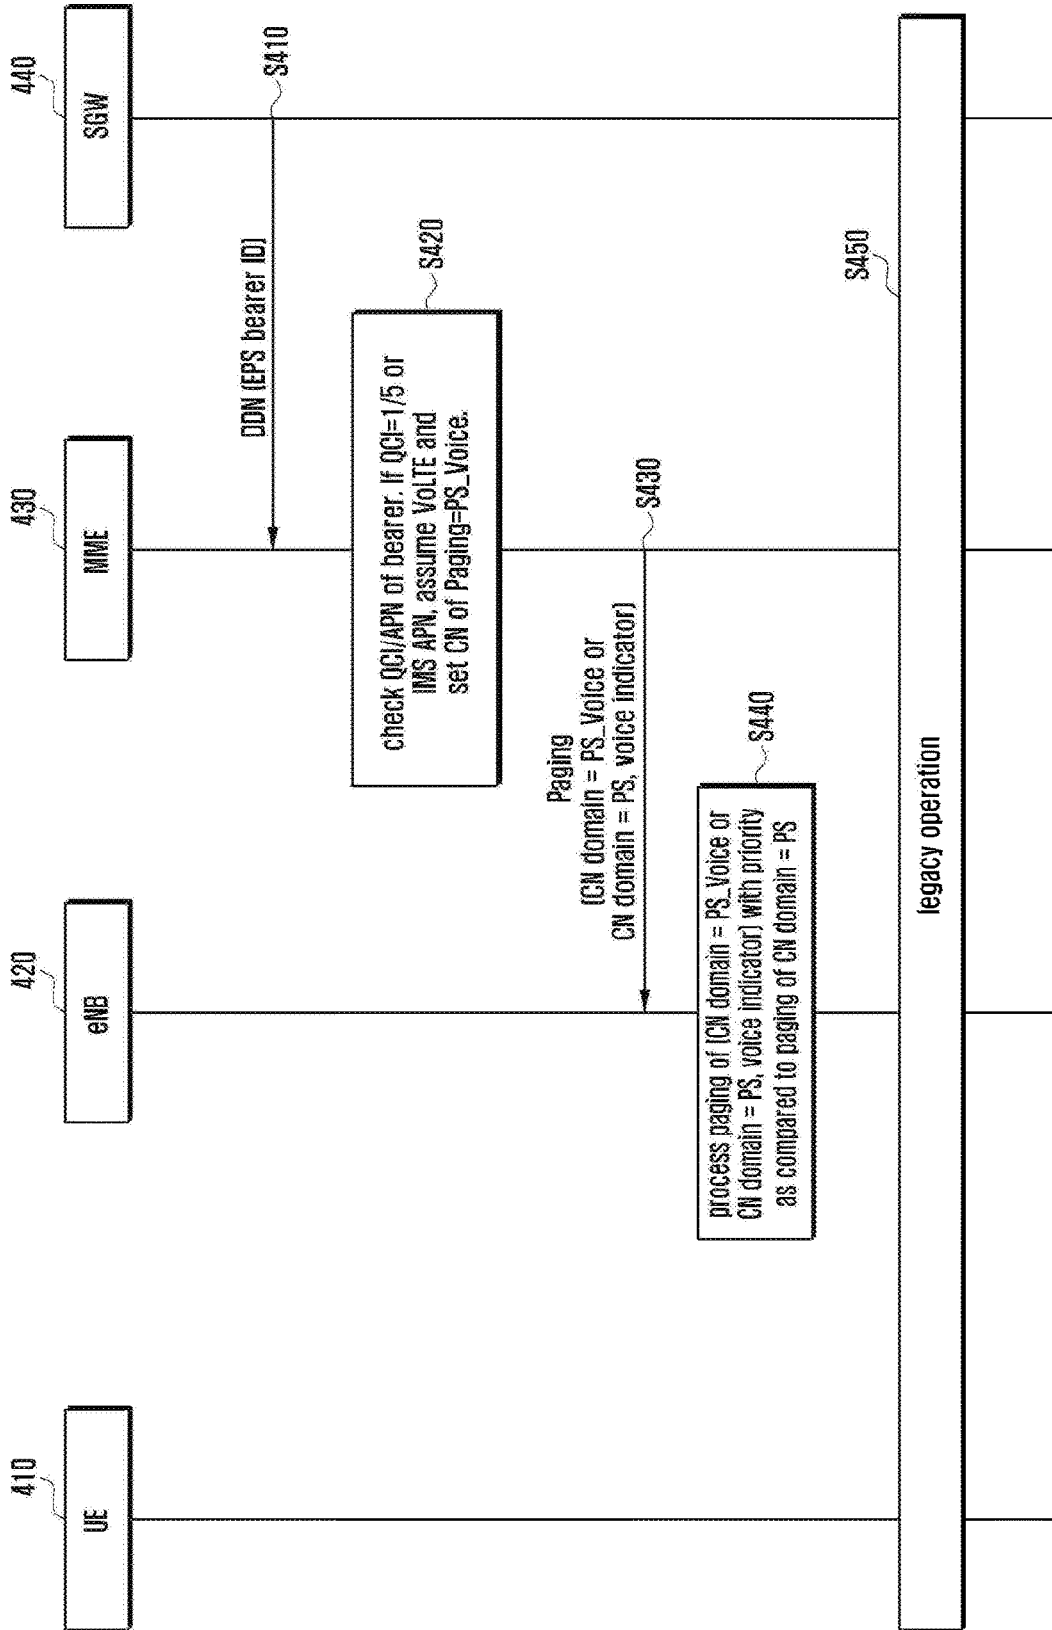 410
UE
420
eNB
430
MME
440
SGW
DDN (EPS bearer ID)
S410
check QCI/APN of bearer. If QCI=1/5 or
IMS APN, assume VoLTE and
set CN of Paging=PS_Voice.
S420
Paging
(CN domain = PS_Voice or
CN domain = PS, voice indicator)
S430
process paging of (CN domain = PS_Voice or
CN domain = PS, voice indicator) with priority
as compared to paging of CN domain = PS
S440
legacy operation
S450